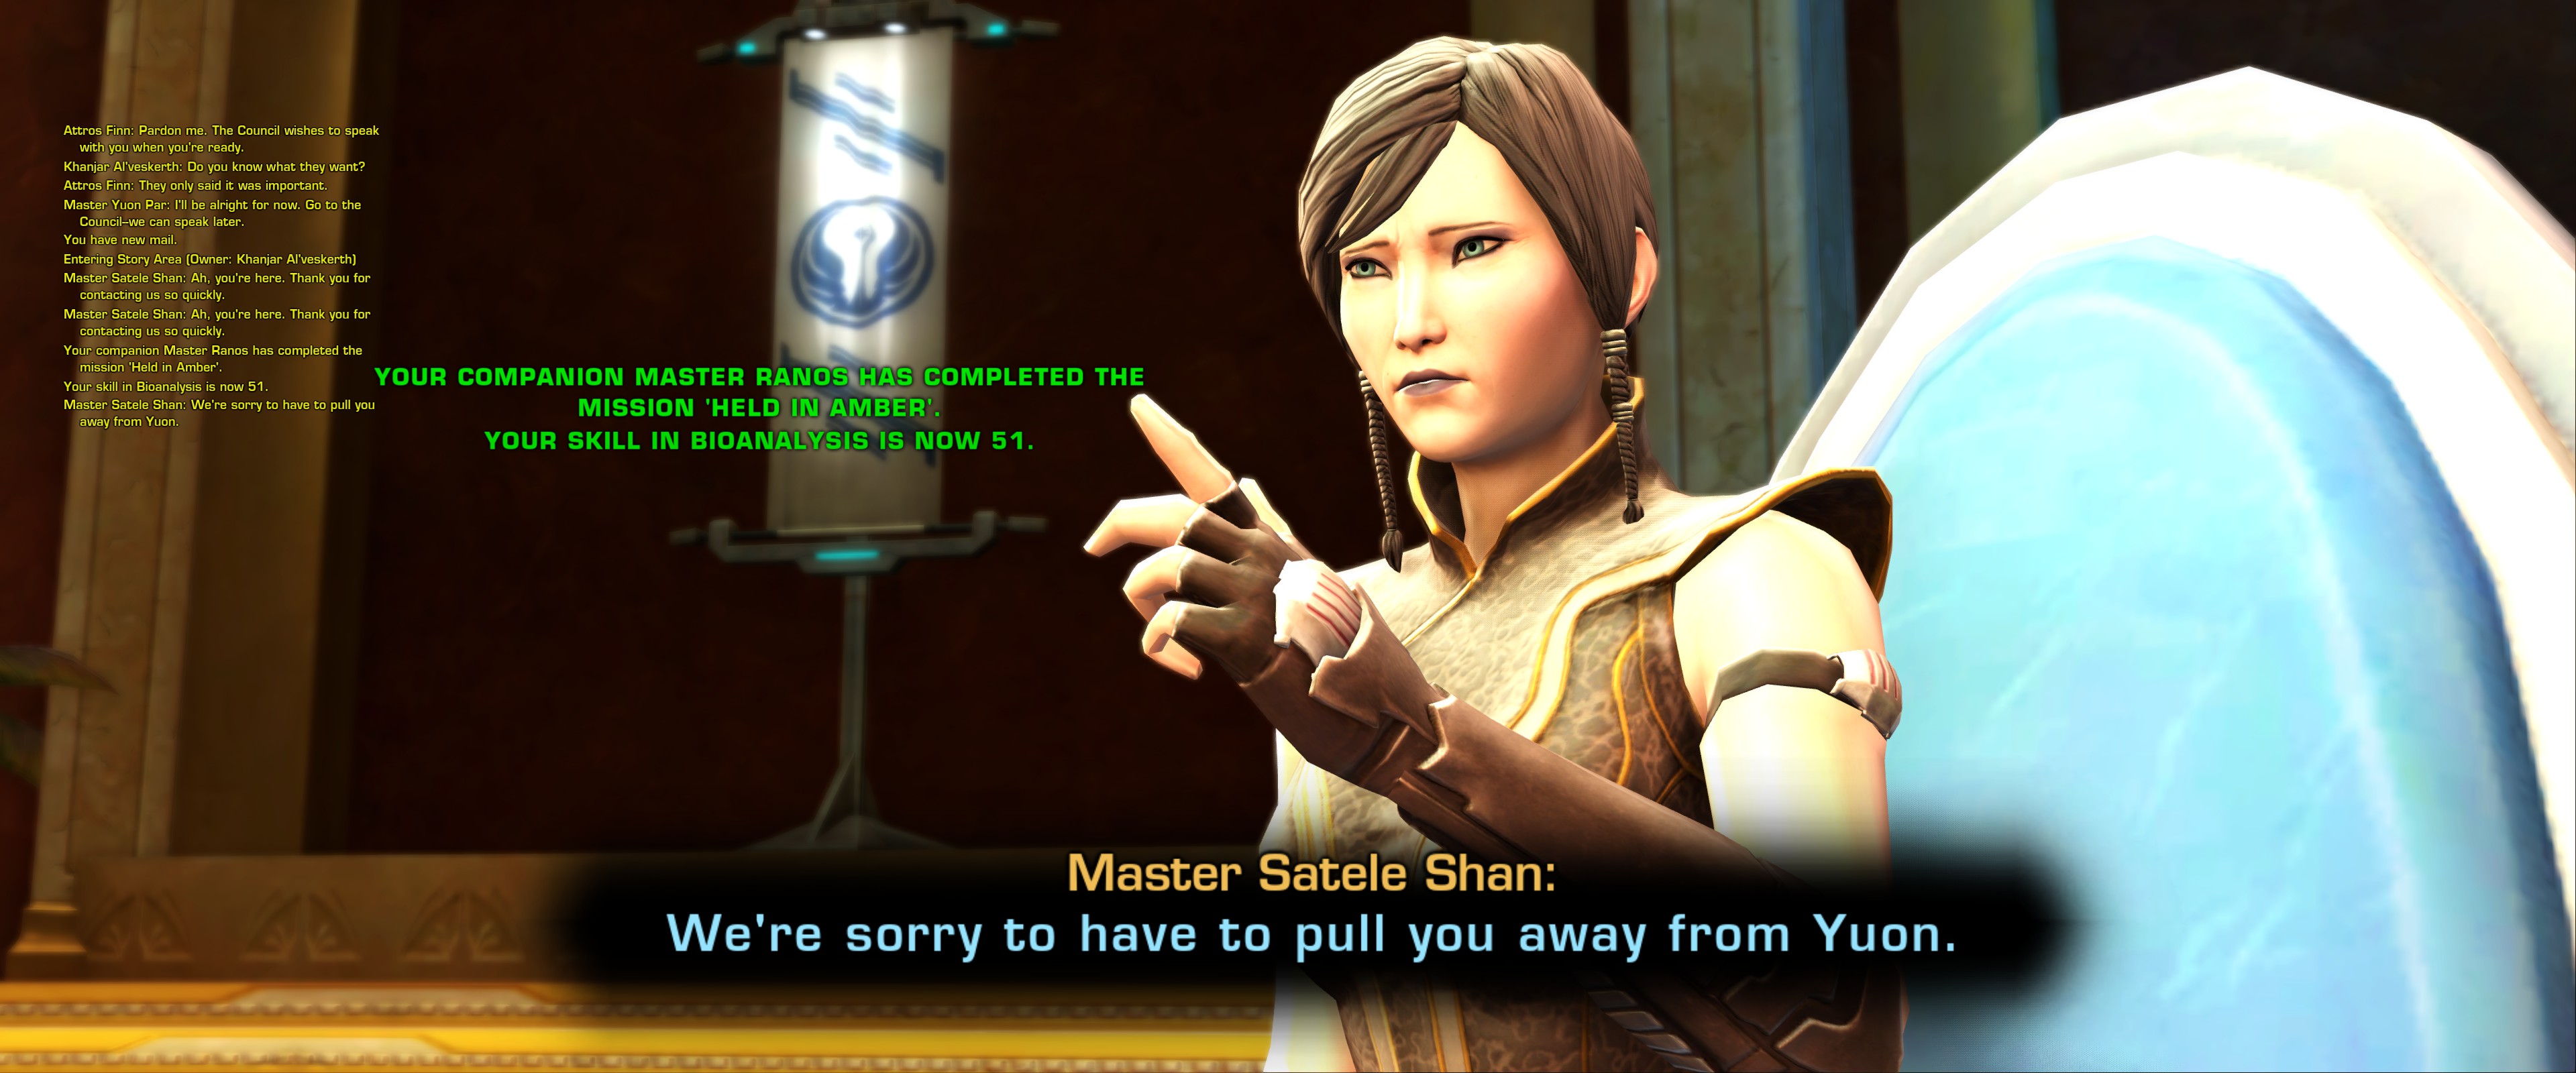 Attros Finn: Pardon me. The Council wishes to speak
with you when you're ready.
Khanjar Al'veskerth: Do you know what they want?
Attros Finn: They only said it was important.
Master Yuon Par: I'll be alright for now. Go to the
Council—we can speak later.
You have new mail.
Entering Story Area (Owner: Khanjar Al'veskerth)
Master Satele Shan: Ah, you're here. Thank you for
contacting us so quickly.
Master Satele Shan: Ah, you're here. Thank you for
contacting us so quickly.
Your companion Master Ranos has completed the
mission 'Held in Amber'.
Your skill in Bioanalysis is now 51.
Master Satele Shan: We're sorry to have to pull you
away from Yuon.
YOUR COMPANION MASTER RANOS HAS COMPLETED THE
MISSION 'HELD IN AMBER'.
YOUR SKILL IN BIOANALYSIS IS NOW 51.
Master Satele Shan:
We're sorry to have to pull you away from Yuon.